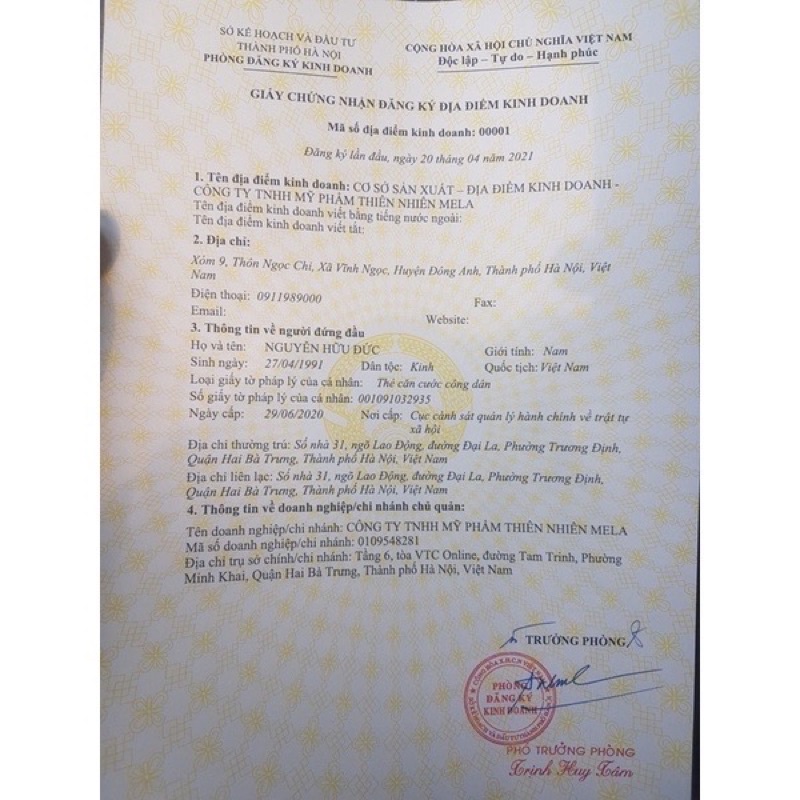 SỞ KẾ HOẠCH VÀ ĐẦU TƯ
THÀNH PHỐ HÀ NỘI
PHÒNG ĐĂNG KÝ KINH DOANH
CỘNG HÒA XÃ HỘI CHỦ NGHĨA VIỆT NAM
Độc lập – Tự do – Hạnh phúc
GIẤY CHỨNG NHẬN ĐĂNG KÝ ĐỊA ĐIỂM KINH DOANH
Mã số địa điểm kinh doanh: 00001
Đăng ký lần đầu, ngày 20 tháng 04 năm 2021
1. Tên địa điểm kinh doanh: CƠ SỞ SẢN XUẤT – ĐỊA ĐIỂM KINH DOANH -
CÔNG TY TNHH MỸ PHẨM THIÊN NHIÊN MELA
Tên địa điểm kinh doanh viết bằng tiếng nước ngoài:
Tên địa điểm kinh doanh viết tắt:
2. Địa chỉ:
Xóm 9, Thôn Ngọc Chi, Xã Vĩnh Ngọc, Huyện Đông Anh, Thành phố Hà Nội, Việt
Nam
Điện thoại: 0911989000 Fax:
Email: Website:
3. Thông tin về người đứng đầu
Họ và tên: NGUYỄN HỮU ĐỨC Giới tính: Nam
Sinh ngày: 27/04/1991 Dân tộc: Kinh Quốc tịch: Việt Nam
Loại giấy tờ pháp lý của cá nhân: Thẻ căn cước công dân
Số giấy tờ pháp lý của cá nhân: 001091032935
Ngày cấp: 29/06/2020 Nơi cấp: Cục cảnh sát quản lý hành chính về trật tự
xã hội
Địa chỉ thường trú: Số nhà 31, ngõ Lao Động, đường Đại La, Phường Trương Định,
Quận Hai Bà Trưng, Thành phố Hà Nội, Việt Nam
Địa chỉ liên lạc: Số nhà 31, ngõ Lao Động, đường Đại La, Phường Trương Định,
Quận Hai Bà Trưng, Thành phố Hà Nội, Việt Nam
4. Thông tin về doanh nghiệp/chi nhánh chủ quản:
Tên doanh nghiệp/chi nhánh: CÔNG TY TNHH MỸ PHẨM THIÊN NHIÊN MELA
Mã số doanh nghiệp/chi nhánh: 0109548281
Địa chỉ trụ sở chính/chi nhánh: Tầng 6, tòa VTC Online, đường Tam Trinh, Phường
Minh Khai, Quận Hai Bà Trưng, Thành phố Hà Nội, Việt Nam
TRƯỞNG PHÒNG
PHÒNG
ĐĂNG KÝ
KINH DOANH
PHÓ TRƯỞNG PHÒNG
Trịnh Huy Tâm